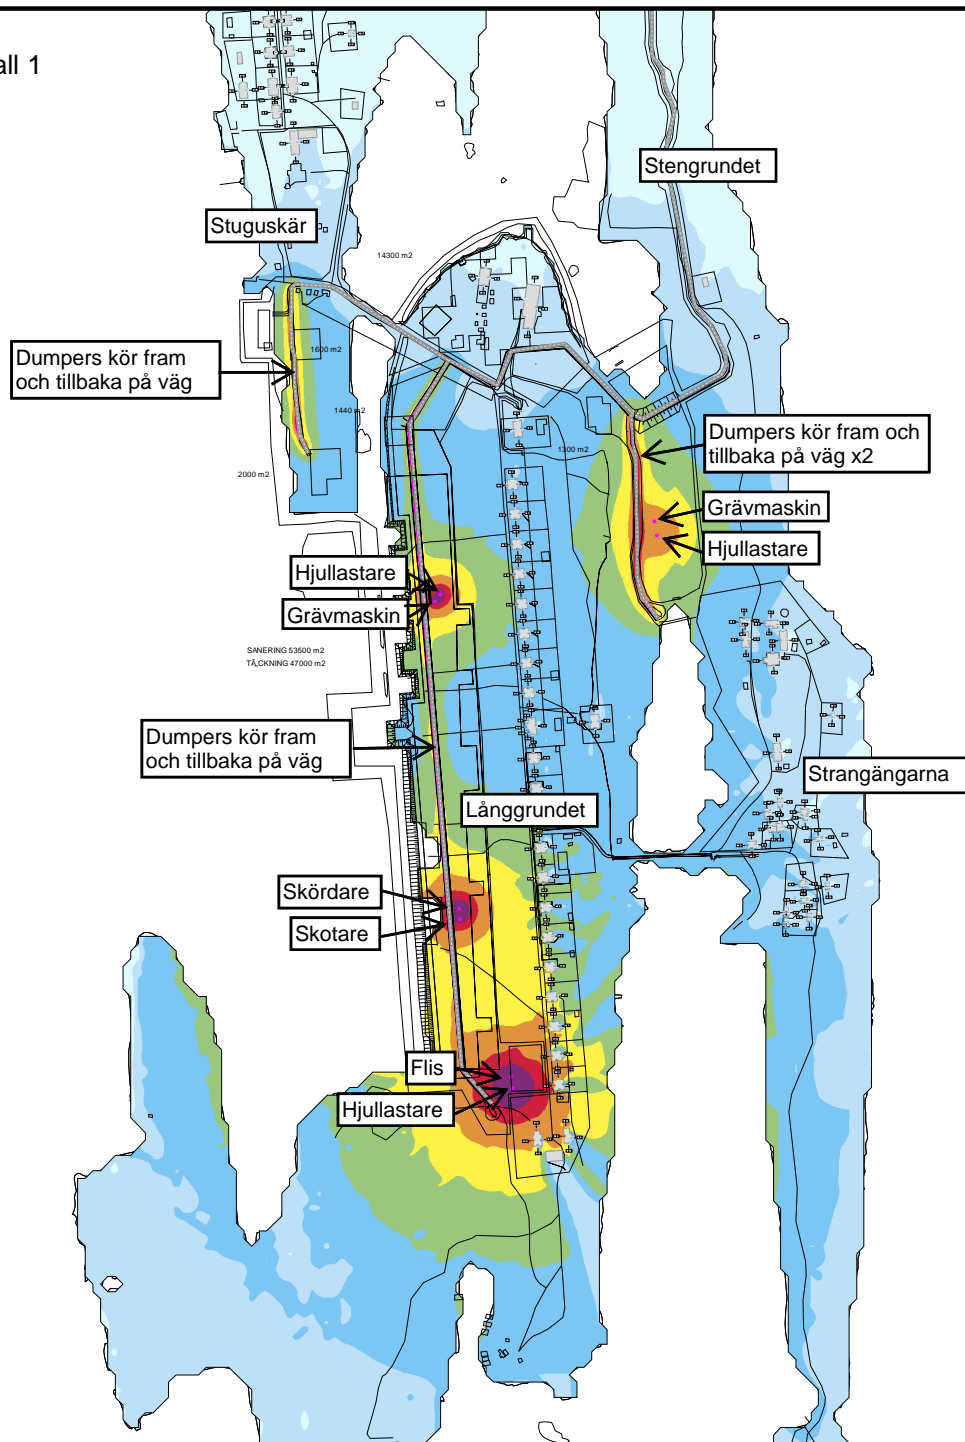 all 1
Stengrundet
Stuguskär
14300 m2
Dumpers kör fram
och tillbaka på väg
1600 m2
1440 m2
2000 m2
1300 m2
Dumpers kör fram och
tillbaka på väg x2
Grävmaskin
Hjullastare
Hjullastare
Grävmaskin
SANERING 53500 m2
TÄCKNING 47000 m2
Dumpers kör fram
och tillbaka på väg
Strangängarna
Långgrundet
Skördare
Skotare
Flis
Hjullastare